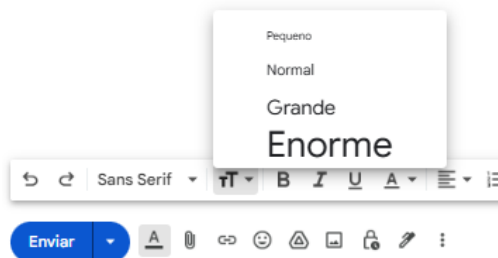 Pequeno
Normal
Grande
Enorme
Sans Serif
Enviar